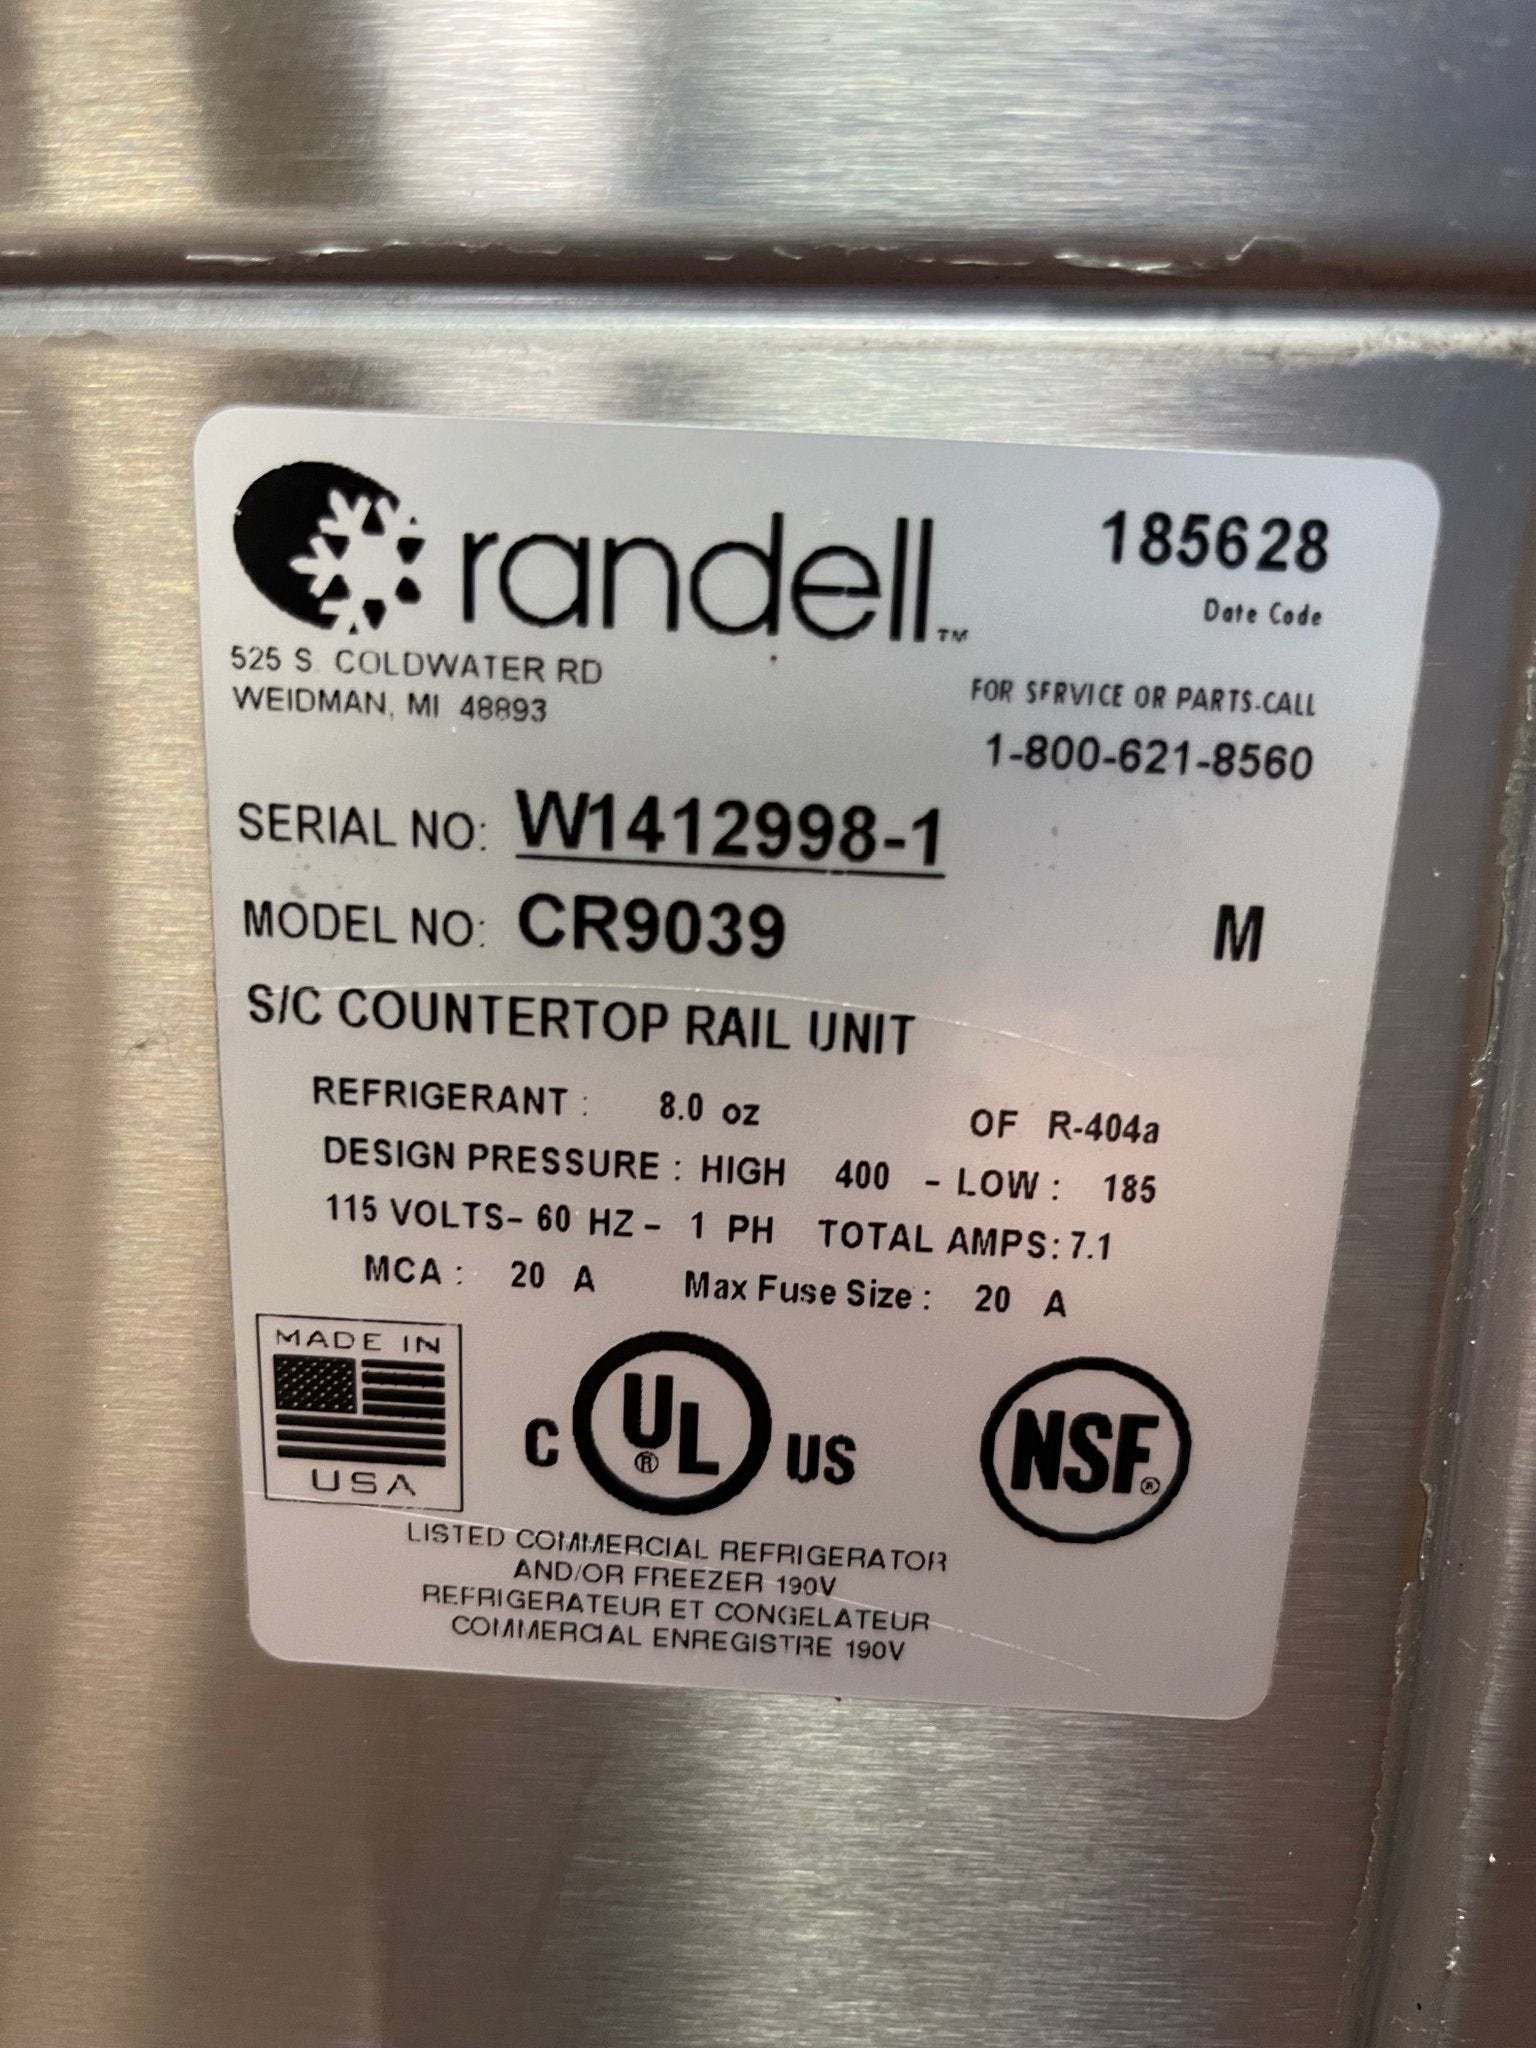 randell™
185628
Date Code
525 S. COLDWATER RD
WEIDMAN, MI 48893
FOR SERVICE OR PARTS-CALL
1-800-621-8560
SERIAL NO: W1412998-1
MODEL NO: CR9039 M
S/C COUNTERTOP RAIL UNIT
REFRIGERANT : 8.0 oz OF R-404a
DESIGN PRESSURE : HIGH 400 - LOW : 185
115 VOLTS- 60 HZ - 1 PH TOTAL AMPS: 7.1
MCA : 20 A Max Fuse Size : 20 A
MADE IN
USA
C UL® US
NSF®
LISTED COMMERCIAL REFRIGERATOR
AND/OR FREEZER 190V
REFRIGERATEUR ET CONGELATEUR
COMMERCIAL ENREGISTRE 190V